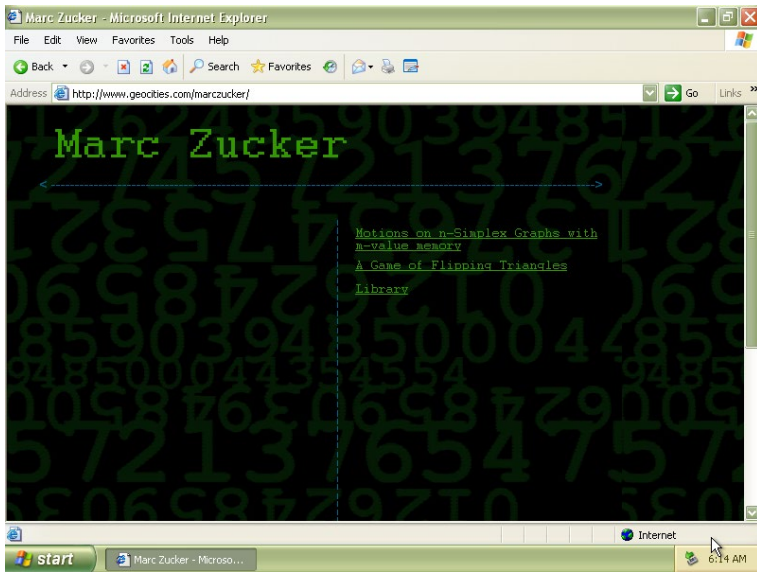 Marc Zucker - Microsoft Internet Explorer
File Edit View Favorites Tools Help
Back Search Favorites
Address http://www.geocities.com/marczucker/ Go Links »
Marc Zucker
Motions on n-Simplex Graphs with
m-value memory
A Game of Flipping Triangles
Library
Internet
start Marc Zucker - Microso... 6:14 AM